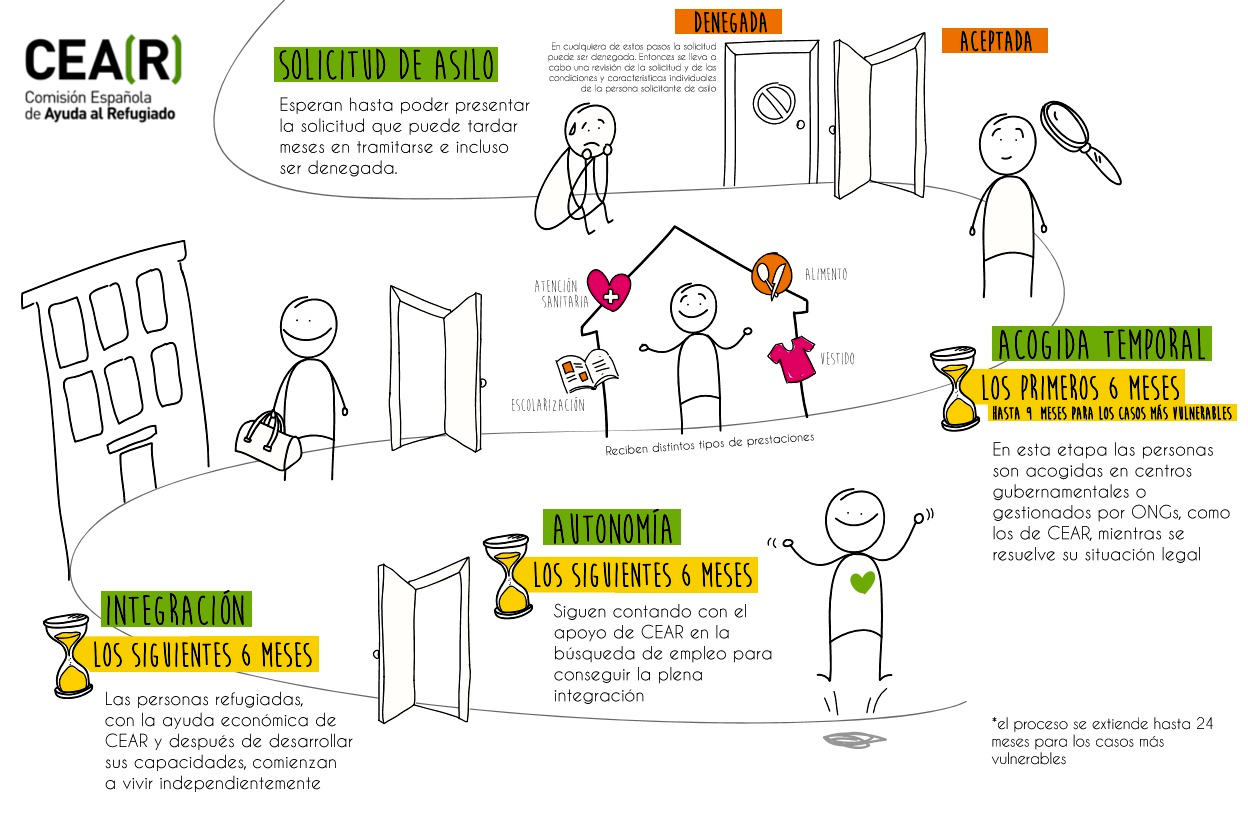 CEA(R)
Comisión Española
de Ayuda al Refugiado
SOLICITUD DE ASILO
Esperan hasta poder presentar
la solicitud que puede tardar
meses en tramitarse e incluso
ser denegada.
DENEGADA
En cualquiera de estos pasos la solicitud
puede ser denegada. Entonces se lleva a
cabo una revisión de la solicitud y de las
condiciones y características individuales
de la persona solicitante de asilo
ACEPTADA
ACOGIDA TEMPORAL
LOS PRIMEROS 6 MESES
HASTA 9 MESES PARA LOS CASOS MÁS VULNERABLES
En esta etapa las personas
son acogidas en centros
gubernamentales o
gestionados por ONGs, como
los de CEAR, mientras se
resuelve su situación legal
ATENCIÓN
SANITARIA
ALIMENTO
VESTIDO
ESCOLARIZACIÓN
Reciben distintos tipos de prestaciones
INTEGRACIÓN
LOS SIGUIENTES 6 MESES
Las personas refugiadas,
con la ayuda económica de
CEAR y después de desarrollar
sus capacidades, comienzan
a vivir independientemente
AUTONOMÍA
LOS SIGUIENTES 6 MESES
Siguen contando con el
apoyo de CEAR en la
búsqueda de empleo para
conseguir la plena
integración
*el proceso se extiende hasta 24
meses para los casos más
vulnerables